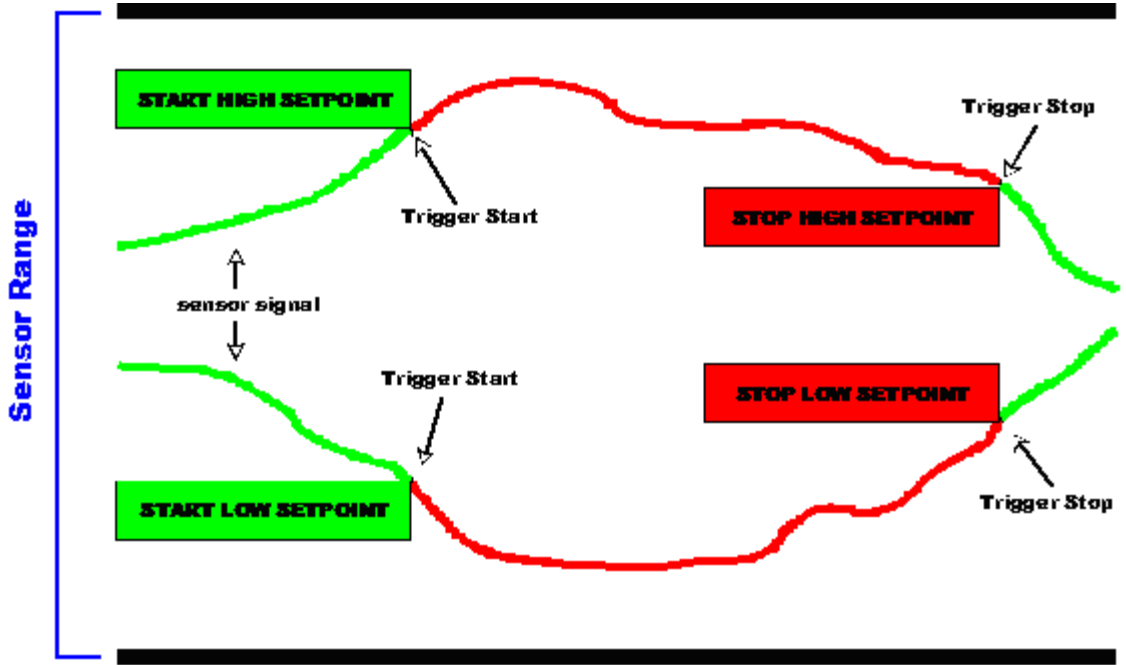 START HIGH SETPOINT
Trigger Stop
Trigger Start
STOP HIGH SETPOINT
Sensor Range
sensor signal
Trigger Start
STOP LOW SETPOINT
START LOW SETPOINT
Trigger Stop